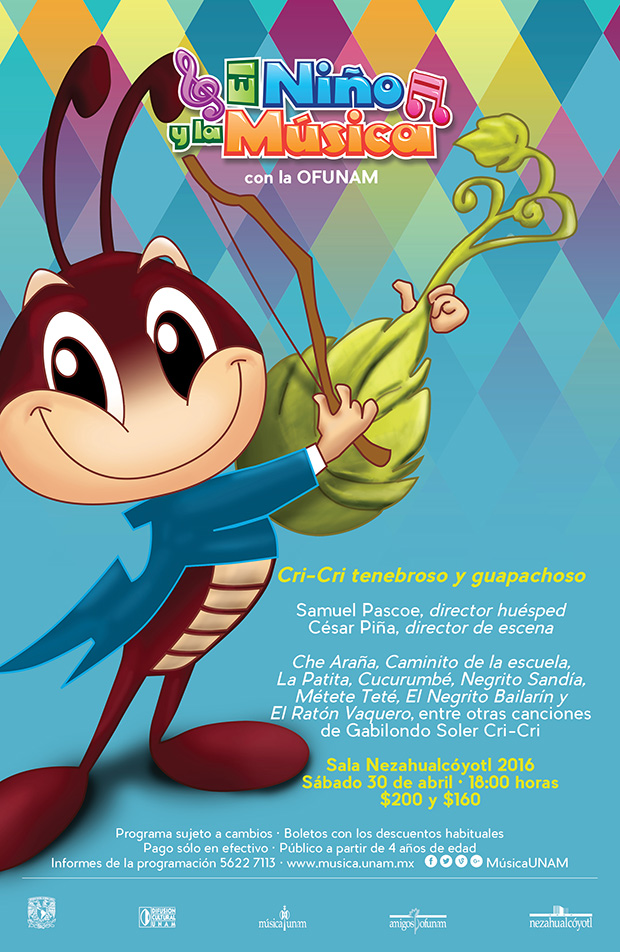 El Niño
y la Música
con la OFUNAM
Cri-Cri tenebroso y guapachoso
Samuel Pascoe, director huésped
César Piña, director de escena
Che Araña, Caminito de la escuela,
La Patita, Cucurumbé, Negrito Sandía,
Métete Teté, El Negrito Bailarín y
El Ratón Vaquero, entre otras canciones
de Gabilondo Soler Cri-Cri
Sala Nezahualcóyotl 2016
Sábado 30 de abril · 18:00 horas
$200 y $160
Programa sujeto a cambios · Boletos con los descuentos habituales
Pago sólo en efectivo · Público a partir de 4 años de edad
Informes de la programación 5622 7113 · www.musica.unam.mx MúsicaUNAM
DIFUSIÓN
CULTURAL
UNAM
música unam
amigos ofunam
nezahualcóyotl